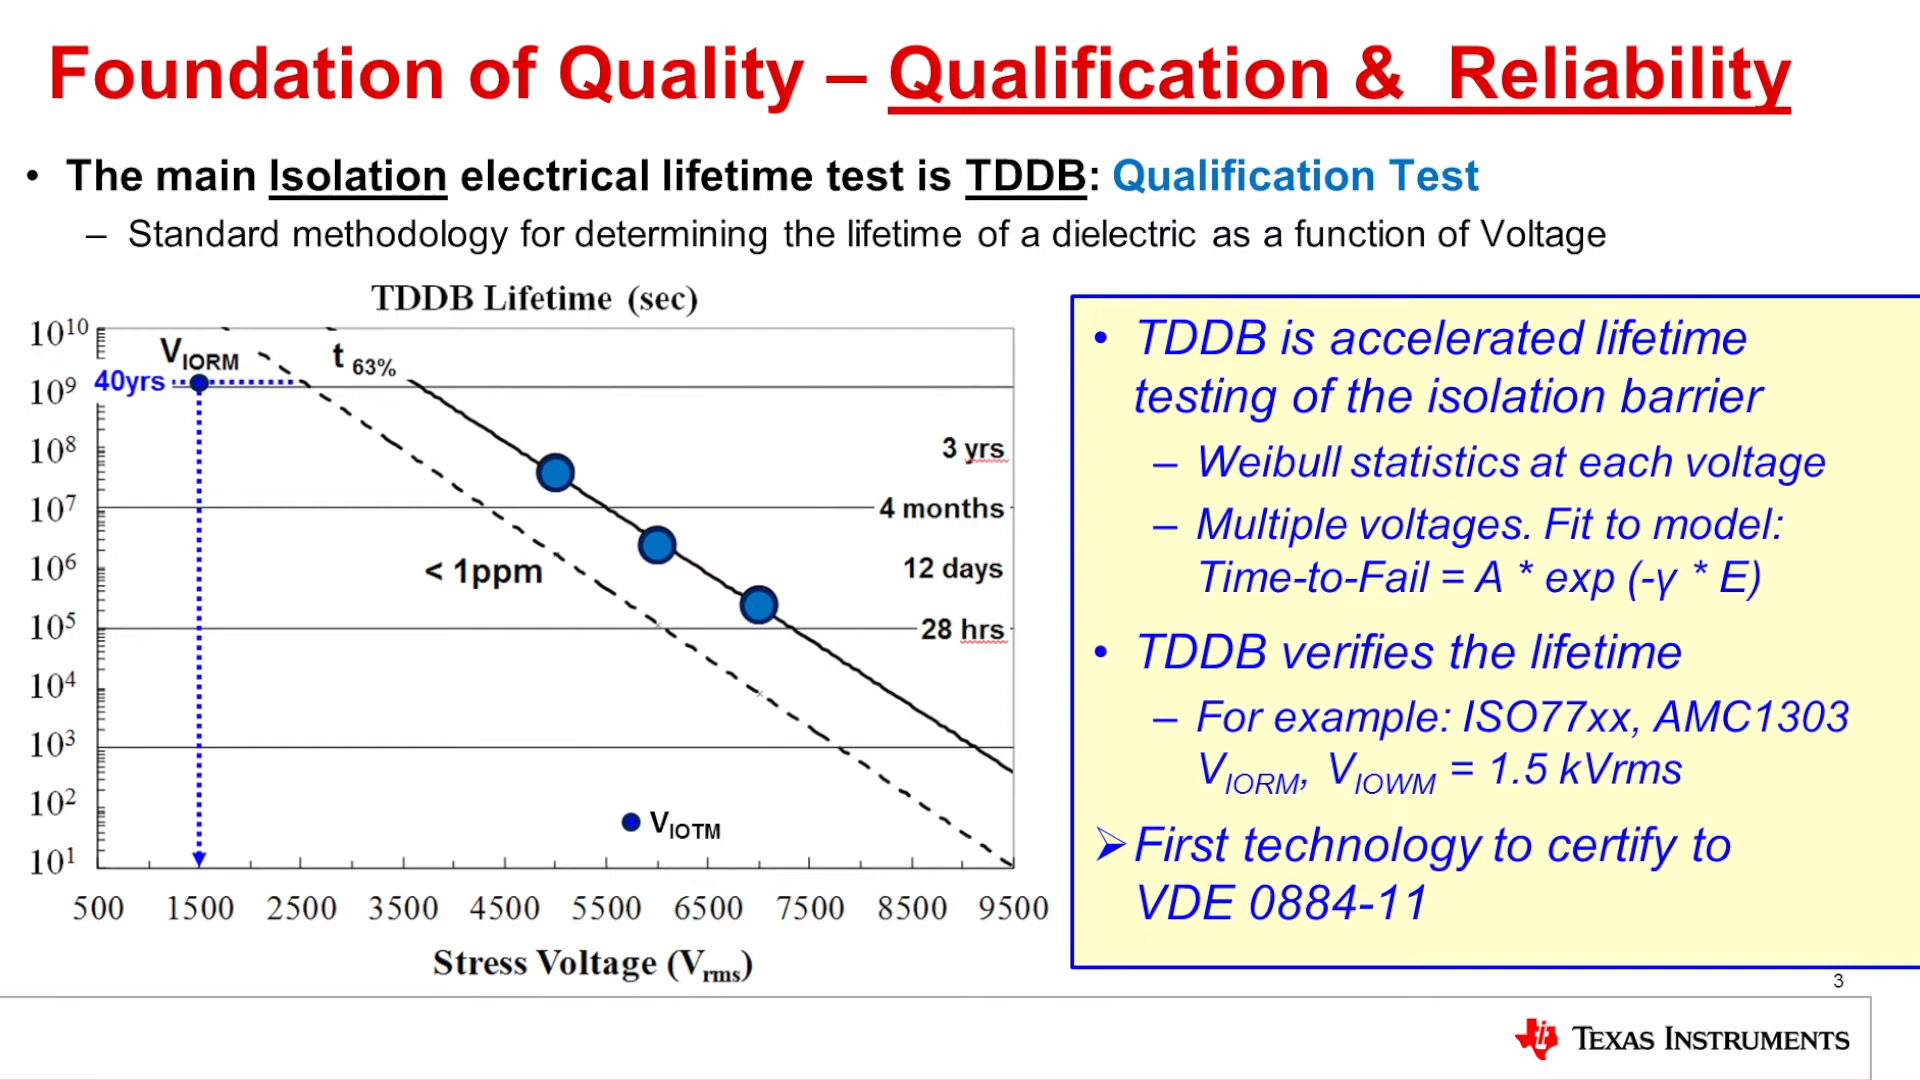 Foundation of Quality – Qualification & Reliability
• The main Isolation electrical lifetime test is TDDB: Qualification Test
– Standard methodology for determining the lifetime of a dielectric as a function of Voltage
TDDB Lifetime (sec)
10^10
10^9
10^8
10^7
10^6
10^5
10^4
10^3
10^2
10^1
V_IORM
40yrs
t 63%
3 yrs
4 months
12 days
28 hrs
< 1ppm
V_IOTM
500 1500 2500 3500 4500 5500 6500 7500 8500 9500
Stress Voltage (V_rms)
• TDDB is accelerated lifetime
testing of the isolation barrier
– Weibull statistics at each voltage
– Multiple voltages. Fit to model:
Time-to-Fail = A * exp (-γ * E)
• TDDB verifies the lifetime
– For example: ISO77xx, AMC1303
V_IORM, V_IOWM = 1.5 kVrms
➢ First technology to certify to
VDE 0884-11
3
TEXAS INSTRUMENTS